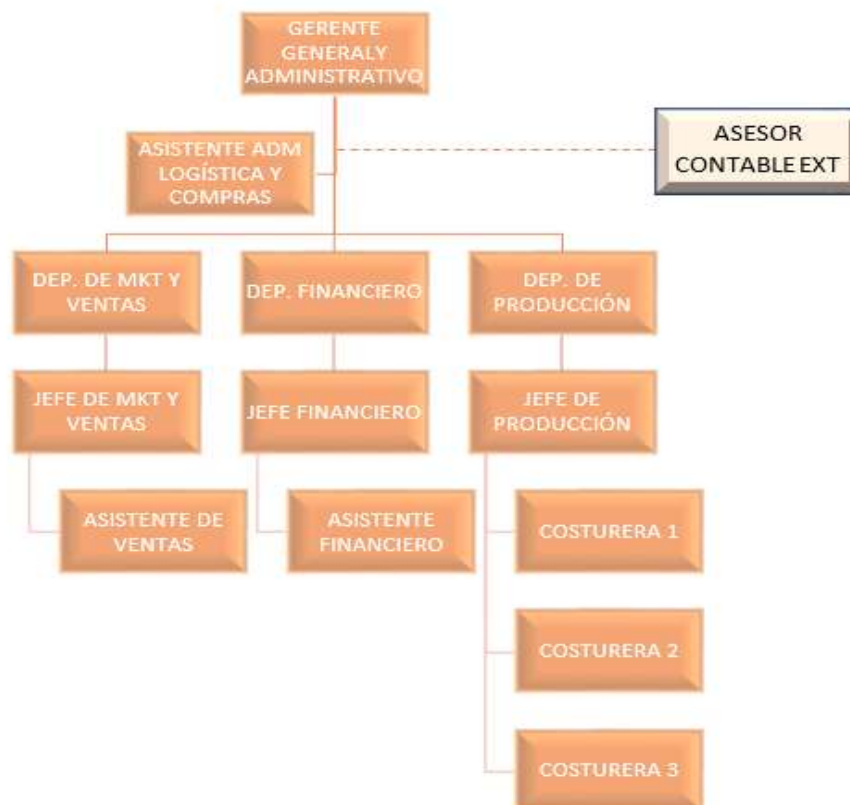 GERENTE
GENERALY
ADMINISTRATIVO
ASESOR
CONTABLE EXT
ASISTENTE ADM
LOGÍSTICA Y
COMPRAS
DEP. DE MKT Y
VENTAS
DEP. FINANCIERO
DEP. DE
PRODUCCIÓN
JEFE DE MKT Y
VENTAS
JEFE FINANCIERO
JEFE DE
PRODUCCIÓN
ASISTENTE DE
VENTAS
ASISTENTE
FINANCIERO
COSTURERA 1
COSTURERA 2
COSTURERA 3